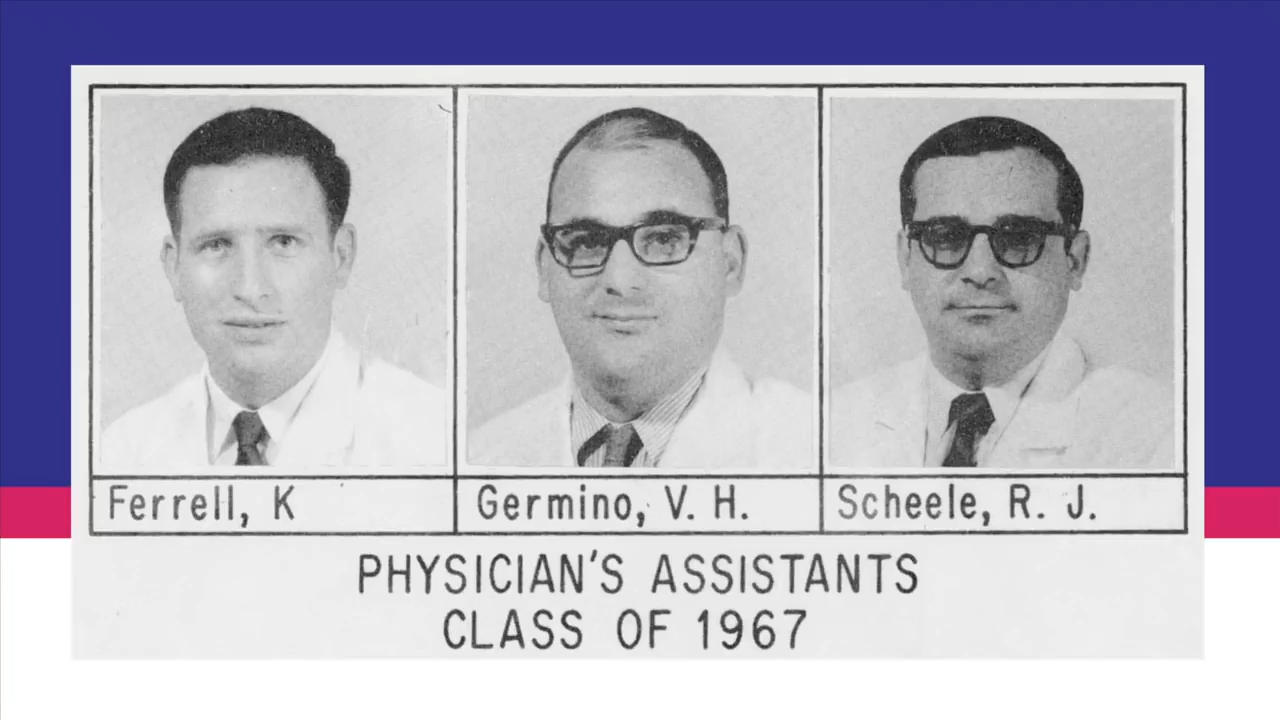 Ferrell, K
Germino, V. H.
Scheele, R. J.
PHYSICIAN'S ASSISTANTS
CLASS OF 1967